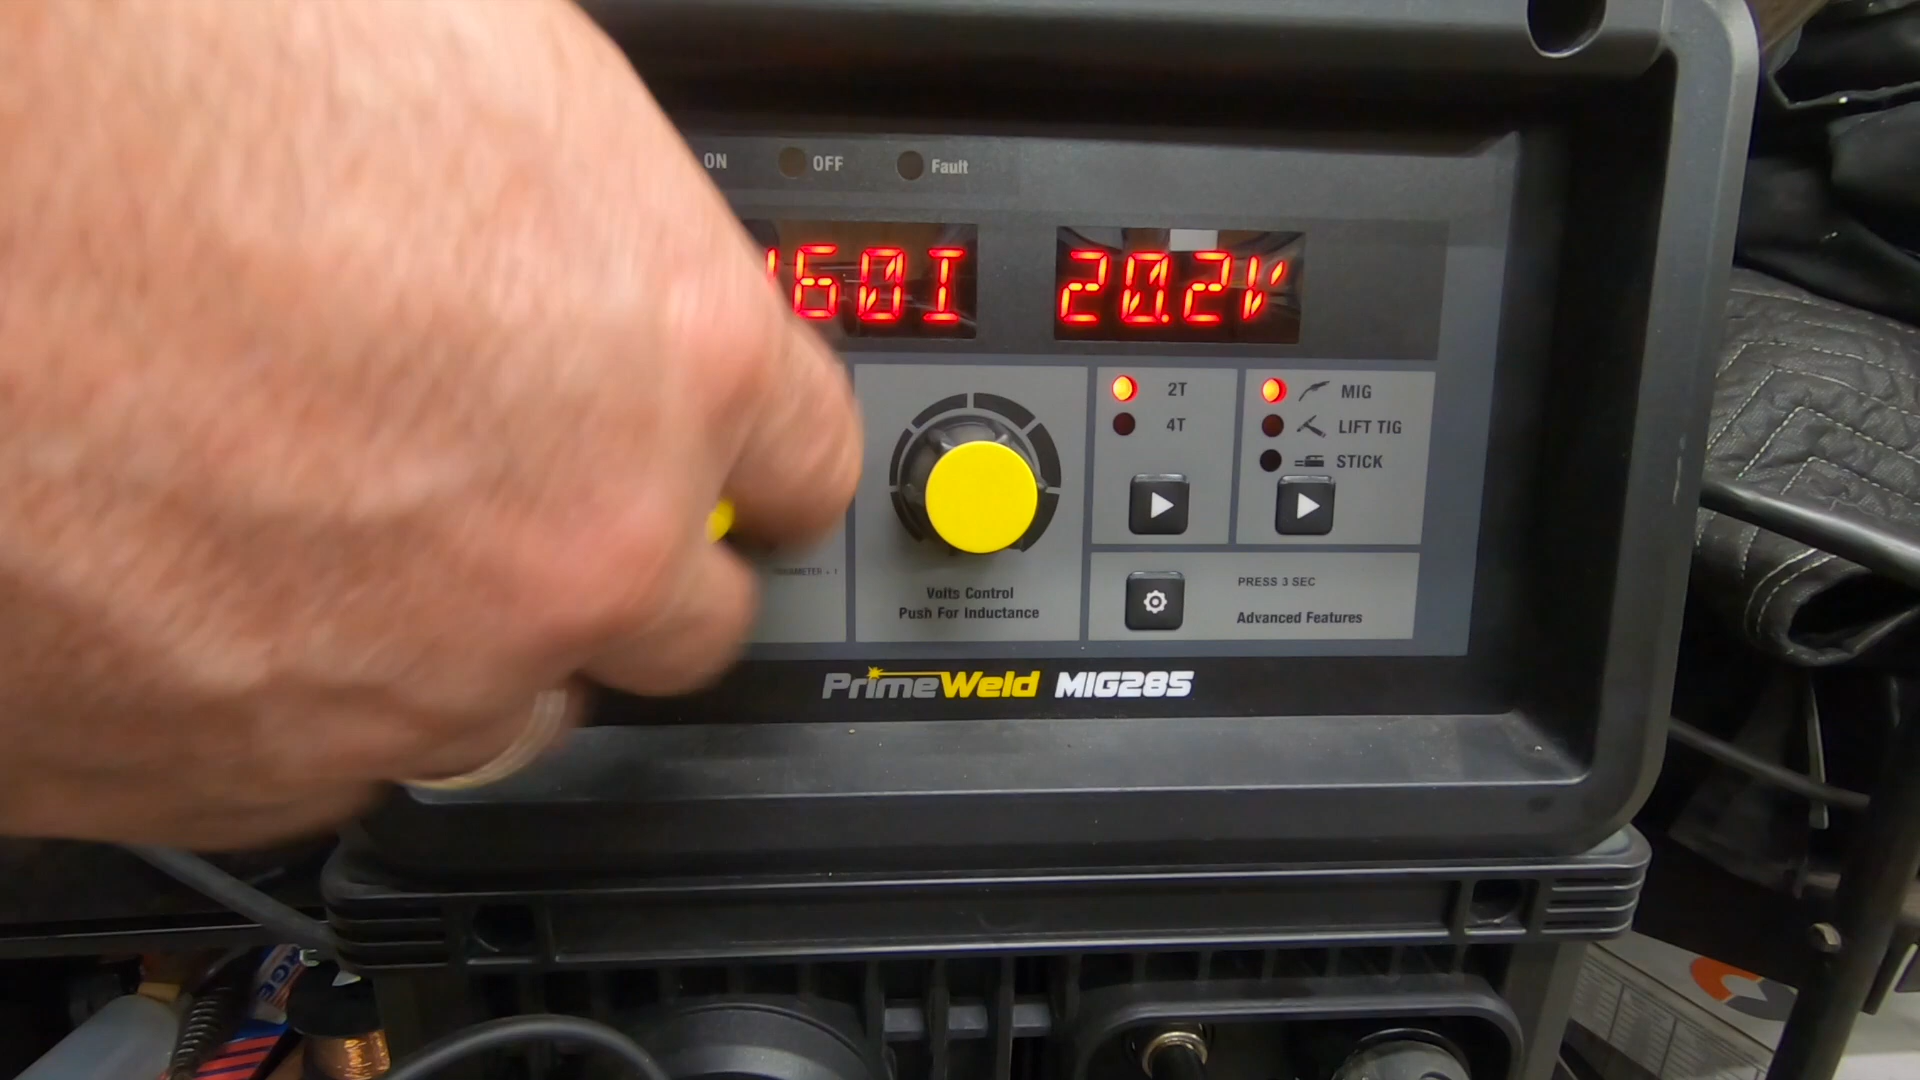 ON
OFF
Fault
160I
20.2V
2T
4T
MIG
LIFT TIG
STICK
Volts Control
Push For Inductance
PRESS 3 SEC
Advanced Features
PrimeWeld MIG285